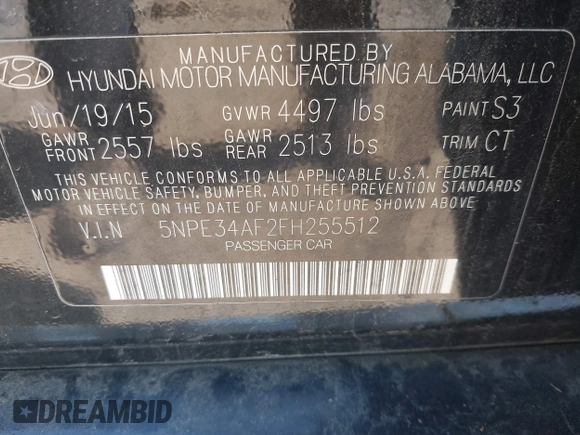 MANUFACTURED BY
HYUNDAI MOTOR MANUFACTURING ALABAMA, LLC
Jun/19/15 GVWR 4497 lbs PAINT S3
GAWR FRONT 2557 lbs GAWR REAR 2513 lbs TRIM CT
THIS VEHICLE CONFORMS TO ALL APPLICABLE U.S.A. FEDERAL
MOTOR VEHICLE SAFETY, BUMPER, AND THEFT PREVENTION STANDARDS
IN EFFECT ON THE DATE OF MANUFACTURE SHOWN ABOVE
V.I.N 5NPE34AF2FH255512
PASSENGER CAR
DREAMBID